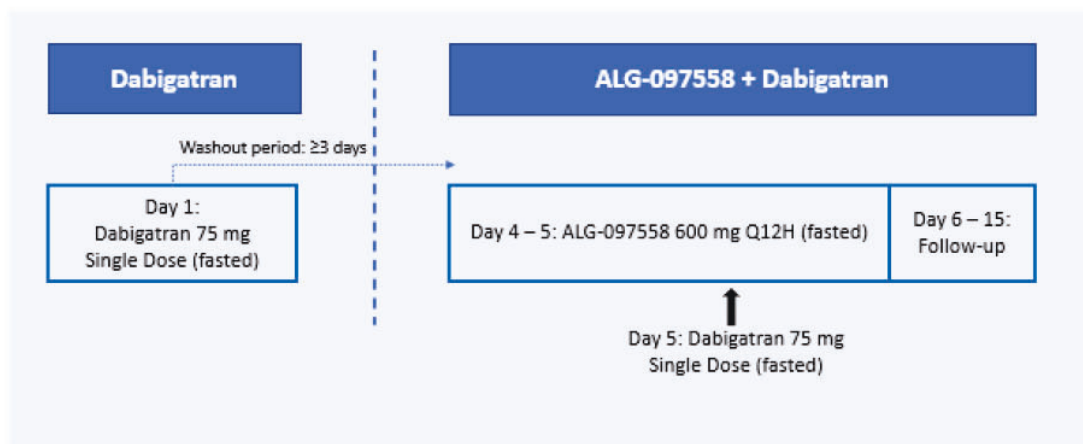 Dabigatran
ALG-097558 + Dabigatran
Washout period: ≥3 days
Day 1:
Dabigatran 75 mg
Single Dose (fasted)
Day 4 – 5: ALG-097558 600 mg Q12H (fasted)
Day 6 – 15:
Follow-up
Day 5: Dabigatran 75 mg
Single Dose (fasted)